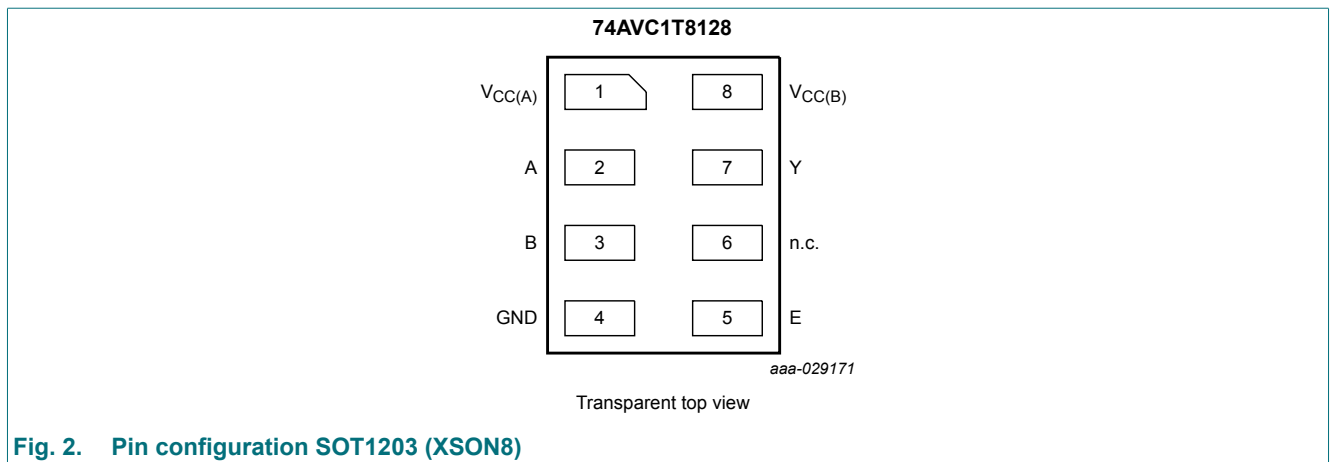 74AVC1T8128
VCC(A) 1 8 VCC(B)
A 2 7 Y
B 3 6 n.c.
GND 4 5 E
aaa-029171
Transparent top view
Fig. 2. Pin configuration SOT1203 (XSON8)